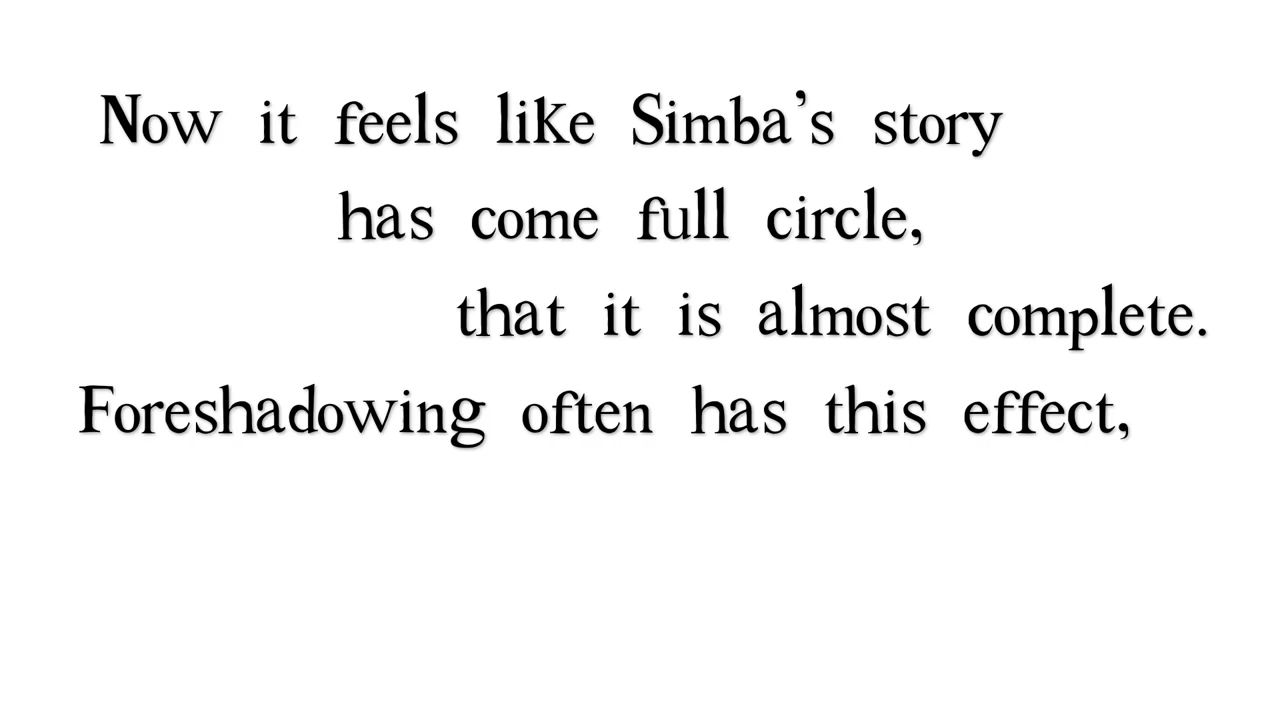 Now it feels like Simba's story
has come full circle,
that it is almost complete.
Foreshadowing often has this effect,